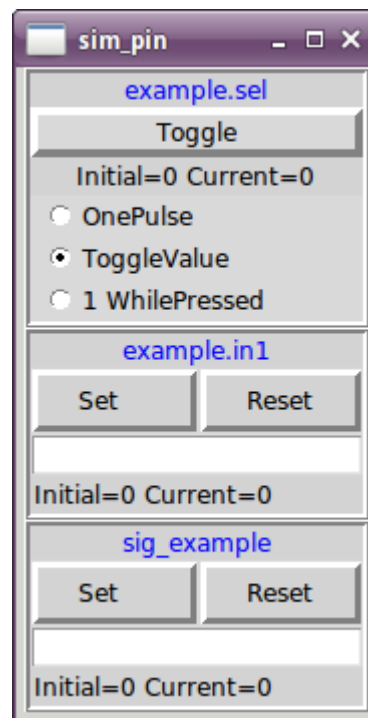 sim_pin
example.sel
Toggle
Initial=0 Current=0
OnePulse
ToggleValue
1 WhilePressed
example.in1
Set Reset
Initial=0 Current=0
sig_example
Set Reset
Initial=0 Current=0